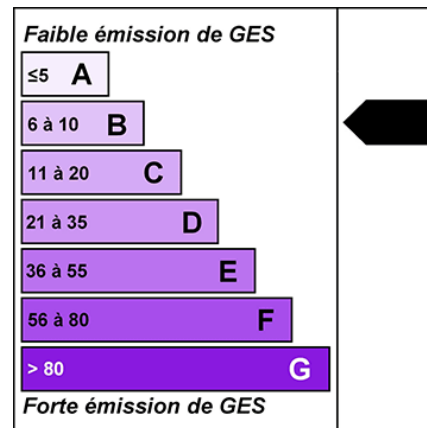 Faible émission de GES
≤5 A
6 à 10 B
11 à 20 C
21 à 35 D
36 à 55 E
56 à 80 F
> 80 G
Forte émission de GES